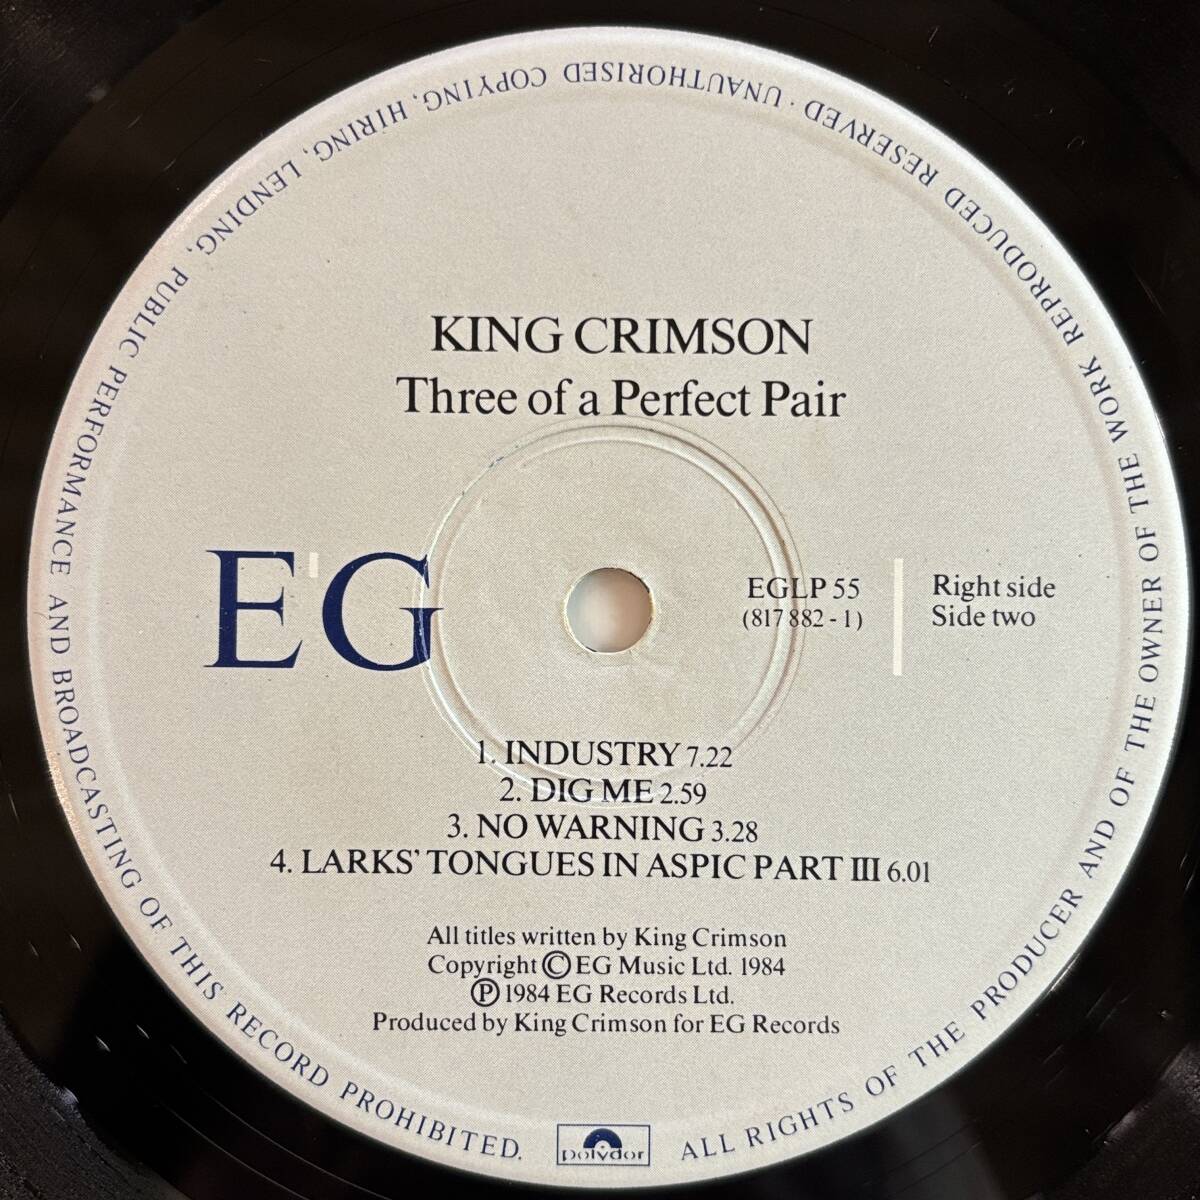 KING CRIMSON
Three of a Perfect Pair
E'G
EGLP 55
(817 882 - 1)
Right side
Side two
1. INDUSTRY 7.22
2. DIG ME 2.59
3. NO WARNING 3.28
4. LARKS' TONGUES IN ASPIC PART III 6.01
All titles written by King Crimson
Copyright © EG Music Ltd. 1984
℗ 1984 EG Records Ltd.
Produced by King Crimson for EG Records
polydor
ALL RIGHTS OF THE PRODUCER AND OF THE OWNER OF THE WORK REPRODUCED RESERVED · UNAUTHORISED COPYING, HIRING, LENDING, PUBLIC PERFORMANCE AND BROADCASTING OF THIS RECORD PROHIBITED.